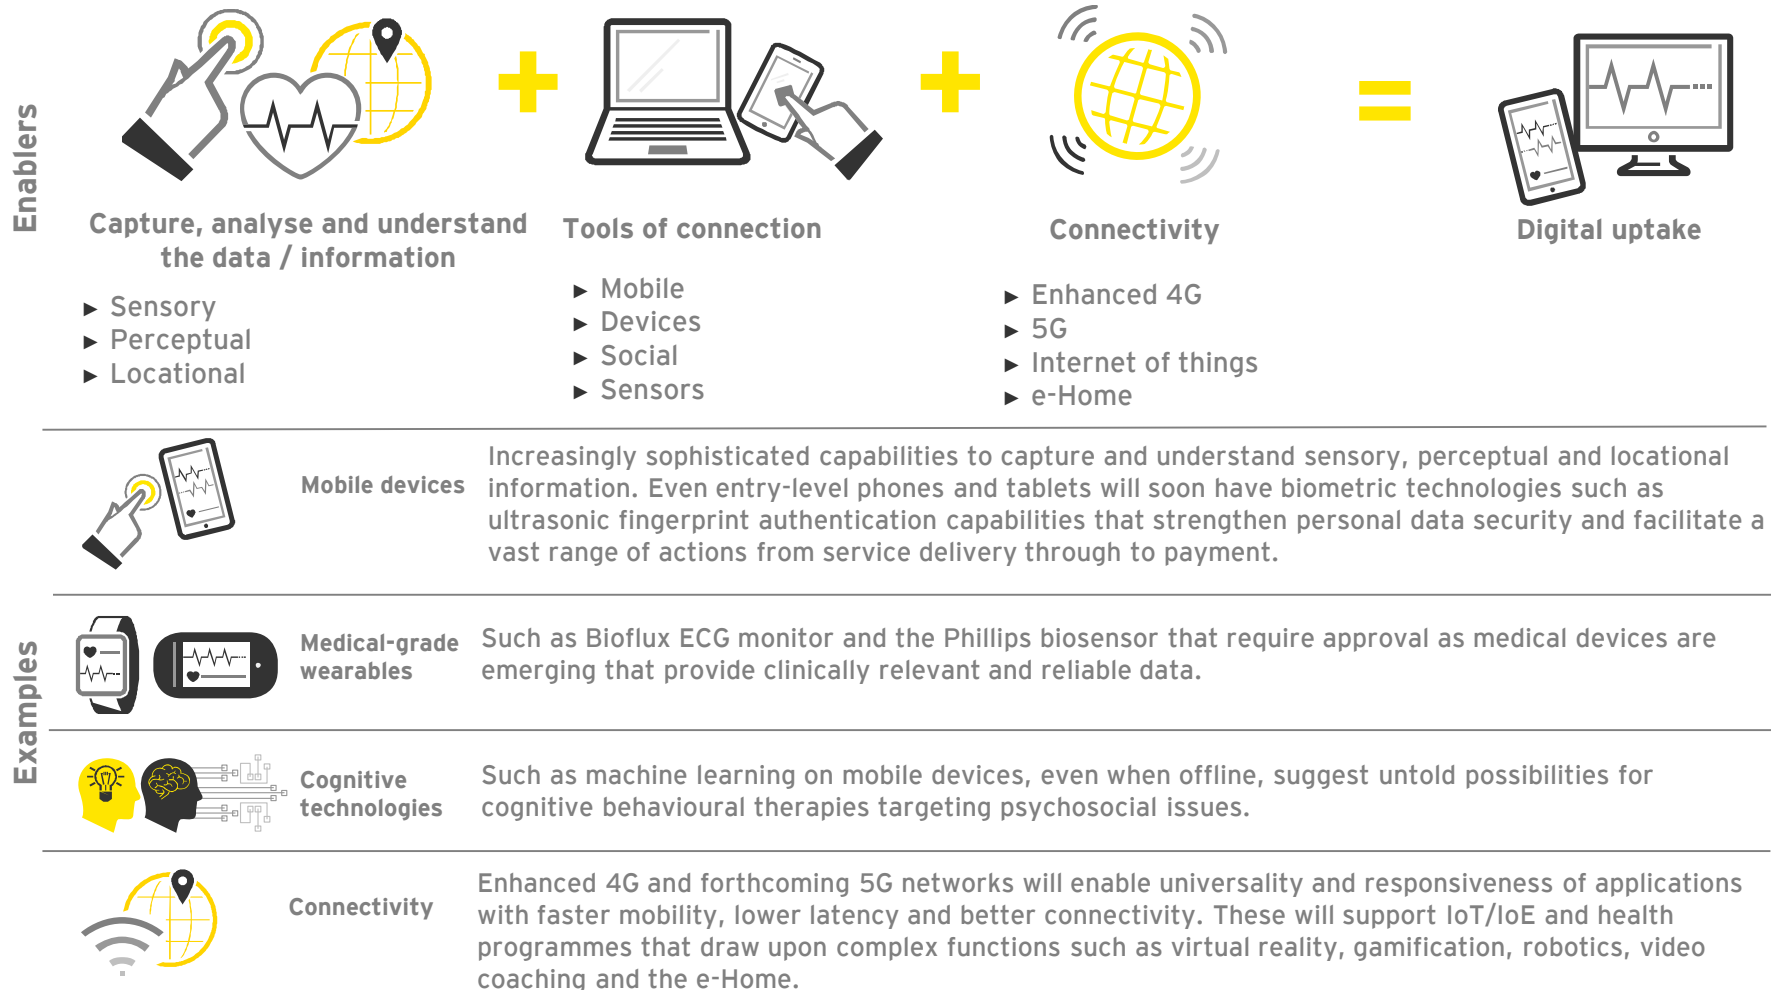 Enablers
Capture, analyse and understand
the data / information
► Sensory
► Perceptual
► Locational
Tools of connection
► Mobile
► Devices
► Social
► Sensors
Connectivity
► Enhanced 4G
► 5G
► Internet of things
► e-Home
Digital uptake
Examples
Mobile devices
Increasingly sophisticated capabilities to capture and understand sensory, perceptual and locational
information. Even entry-level phones and tablets will soon have biometric technologies such as
ultrasonic fingerprint authentication capabilities that strengthen personal data security and facilitate a
vast range of actions from service delivery through to payment.
Medical-grade
wearables
Such as Bioflux ECG monitor and the Phillips biosensor that require approval as medical devices are
emerging that provide clinically relevant and reliable data.
Cognitive
technologies
Such as machine learning on mobile devices, even when offline, suggest untold possibilities for
cognitive behavioural therapies targeting psychosocial issues.
Connectivity
Enhanced 4G and forthcoming 5G networks will enable universality and responsiveness of applications
with faster mobility, lower latency and better connectivity. These will support IoT/IoE and health
programmes that draw upon complex functions such as virtual reality, gamification, robotics, video
coaching and the e-Home.